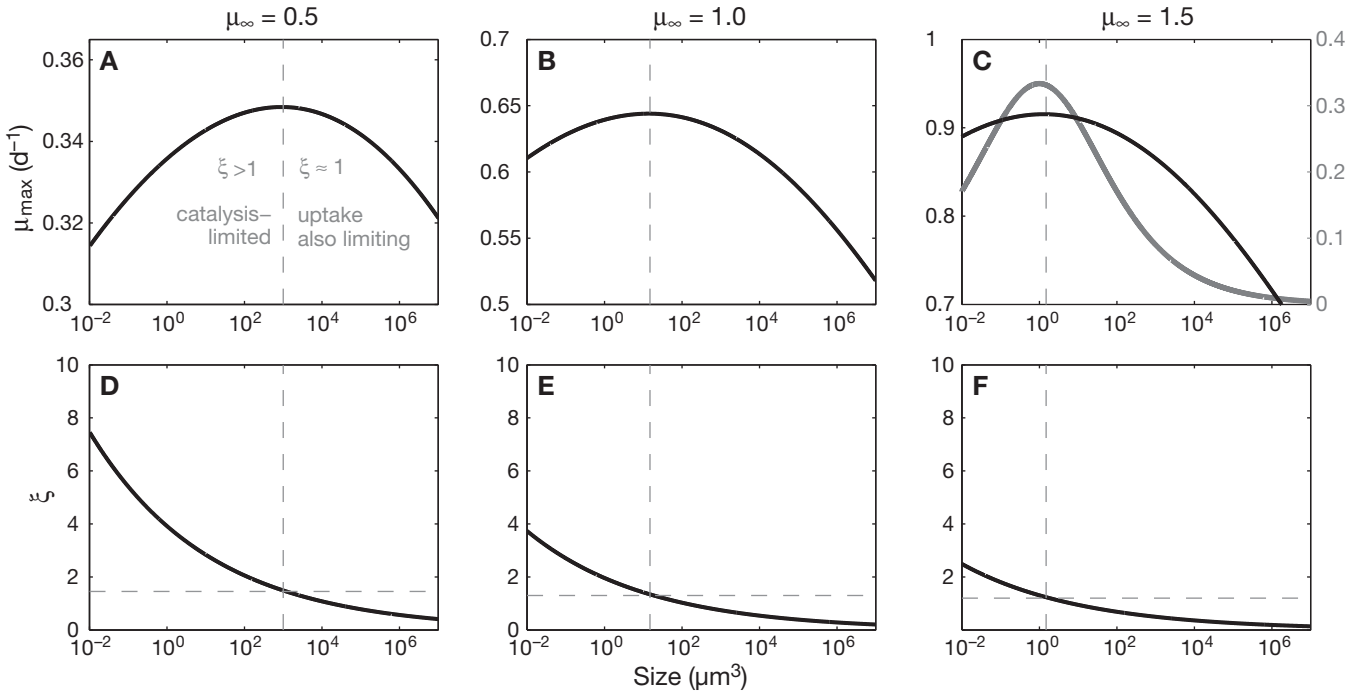 μ∞ = 0.5
μ∞ = 1.0
μ∞ = 1.5
A
B
C
0.36
0.34
0.32
0.3
μmax (d⁻¹)
ξ >1
ξ ≈ 1
catalysis–
limited
uptake
also limiting
0.7
0.65
0.6
0.55
0.5
1
0.9
0.8
0.7
0.4
0.3
0.2
0.1
0
10⁻² 10⁰ 10² 10⁴ 10⁶
10⁻² 10⁰ 10² 10⁴ 10⁶
10⁻² 10⁰ 10² 10⁴ 10⁶
D
E
F
10
8
6
4
2
0
ξ
10
8
6
4
2
0
10
8
6
4
2
0
10⁻² 10⁰ 10² 10⁴ 10⁶
10⁻² 10⁰ 10² 10⁴ 10⁶
10⁻² 10⁰ 10² 10⁴ 10⁶
Size (μm³)